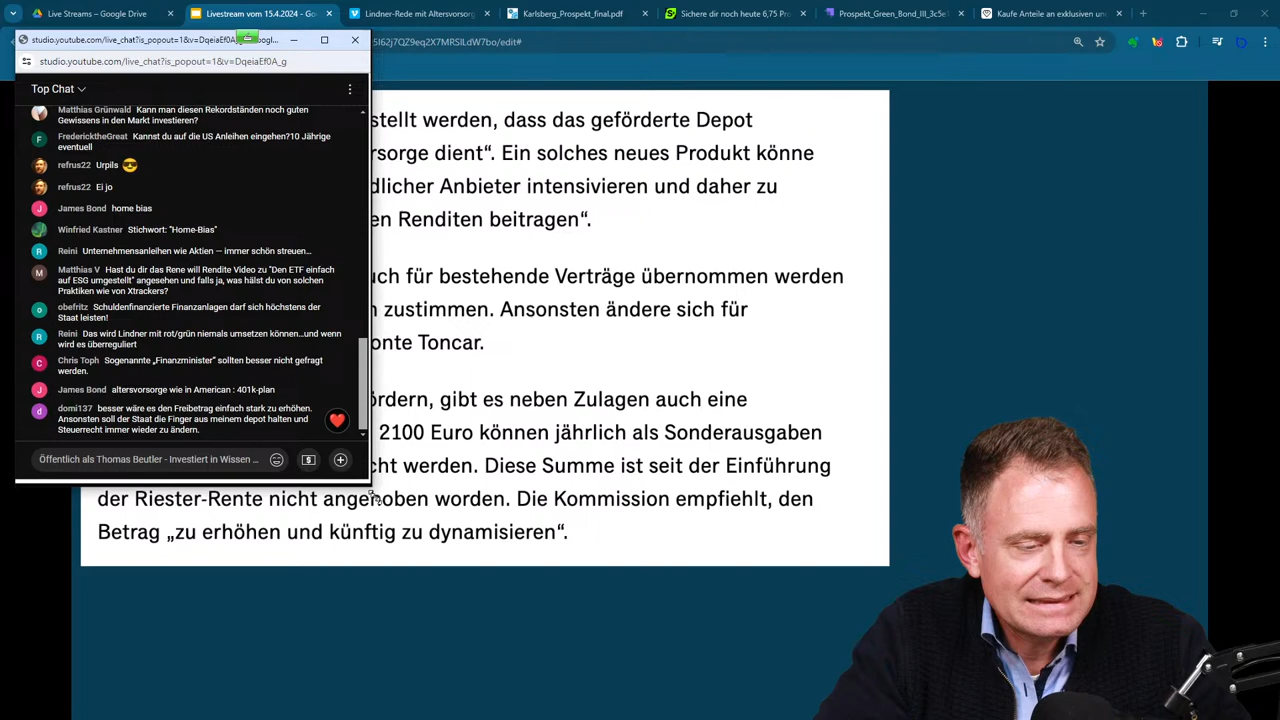 Live Streams – Google Drive
Livestream vom 15.4.2024 - Go
Lindner-Rede mit Altersvorsorg
Karlsberg_Prospekt_final.pdf
Sichere dir noch heute 6,75 Pro
Prospekt_Green_Bond_III_3c5e1
Kaufe Anteile an exklusiven und
studio.youtube.com/live_chat?is_popout=1&v=DqeiaEf0A_g
studio.youtube.com/live_chat?is_popout=1&v=DqeiaEf0A_g
Top Chat
Matthias Grünwald Kann man diesen Rekordständen noch guten
Gewissens in den Markt investieren?
FredericktheGreat Kannst du auf die US Anleihen eingehen?10 Jährige
eventuell
refrus22 Urpils 😎
refrus22 Ei jo
James Bond home bias
Winfried Kastner Stichwort: "Home-Bias"
Reini Unternehmensanleihen wie Aktien — immer schön streuen...
Matthias V Hast du dir das Rene will Rendite Video zu "Den ETF einfach
auf ESG umgestellt" angesehen und falls ja, was hälst du von solchen
Praktiken wie von Xtrackers?
obefritz Schuldenfinanzierte Finanzanlagen darf sich höchstens der
Staat leisten!
Reini Das wird Lindner mit rot/grün niemals umsetzen können...und wenn
wird es überreguliert
Chris Toph Sogenannte „Finanzminister" sollten besser nicht gefragt
werden.
James Bond altersvorsorge wie in American : 401k-plan
domi137 besser wäre es den Freibetrag einfach stark zu erhöhen.
Ansonsten soll der Staat die Finger aus meinem depot halten und
Steuerrecht immer wieder zu ändern.
Öffentlich als Thomas Beutler - Investiert in Wissen ...
stellt werden, dass das geförderte Depot
rsorge dient“. Ein solches neues Produkt könne
dlicher Anbieter intensivieren und daher zu
en Renditen beitragen“.
uch für bestehende Verträge übernommen werden
n zustimmen. Ansonsten ändere sich für
onte Toncar.
ördern, gibt es neben Zulagen auch eine
2100 Euro können jährlich als Sonderausgaben
cht werden. Diese Summe ist seit der Einführung
der Riester-Rente nicht angehoben worden. Die Kommission empfiehlt, den
Betrag „zu erhöhen und künftig zu dynamisieren“.